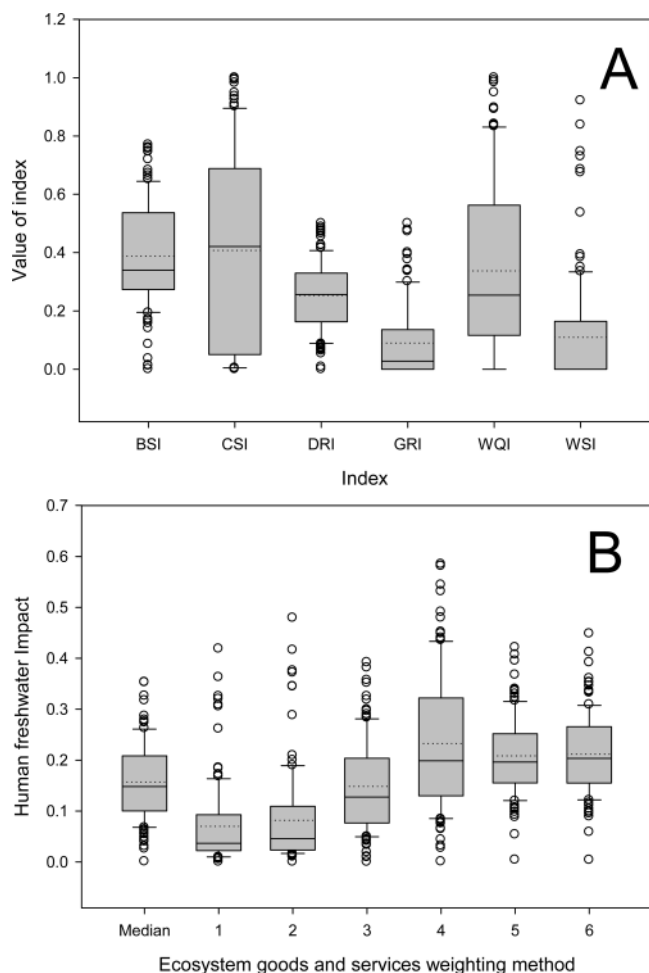 A
1.2
1.0
0.8
0.6
0.4
0.2
0.0
Value of index
BSI CSI DRI GRI WQI WSI
Index
B
0.7
0.6
0.5
0.4
0.3
0.2
0.1
0.0
Human freshwater Impact
Median 1 2 3 4 5 6
Ecosystem goods and services weighting method